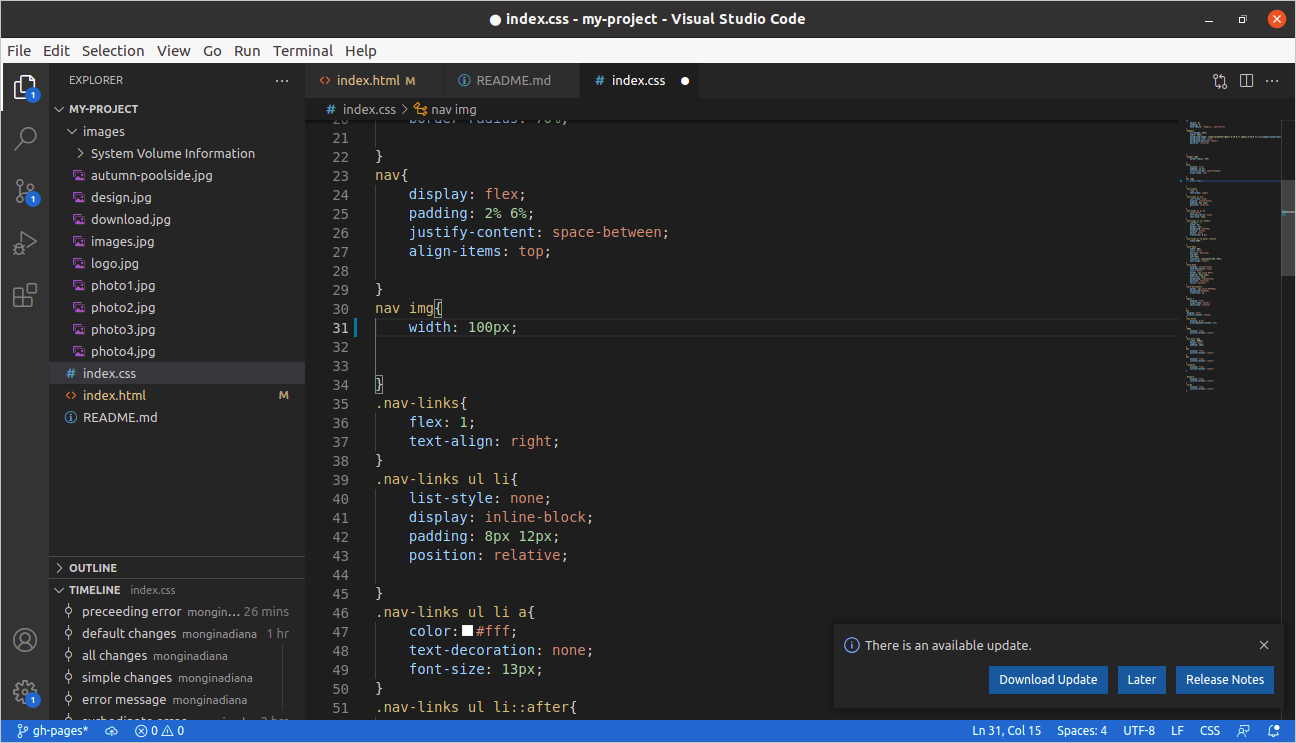 ● index.css - my-project - Visual Studio Code
File Edit Selection View Go Run Terminal Help
EXPLORER
MY-PROJECT
images
System Volume Information
autumn-poolside.jpg
design.jpg
download.jpg
images.jpg
logo.jpg
photo1.jpg
photo2.jpg
photo3.jpg
photo4.jpg
index.css
index.html M
README.md
OUTLINE
TIMELINE index.css
preceeding error mongin... 26 mins
default changes monginadiana 1 hr
all changes monginadiana
simple changes monginadiana
error message monginadiana
1
1
1
index.html M README.md # index.css ●
# index.css > nav img
20 border-radius: 70%;
21
22 }
23 nav{
24 display: flex;
25 padding: 2% 6%;
26 justify-content: space-between;
27 align-items: top;
28
29 }
30 nav img{
31 width: 100px;
32
33
34 }
35 .nav-links{
36 flex: 1;
37 text-align: right;
38 }
39 .nav-links ul li{
40 list-style: none;
41 display: inline-block;
42 padding: 8px 12px;
43 position: relative;
44
45 }
46 .nav-links ul li a{
47 color: #fff;
48 text-decoration: none;
49 font-size: 13px;
50 }
51 .nav-links ul li::after{
There is an available update.
Download Update Later Release Notes
gh-pages* 0 0 Ln 31, Col 15 Spaces: 4 UTF-8 LF CSS